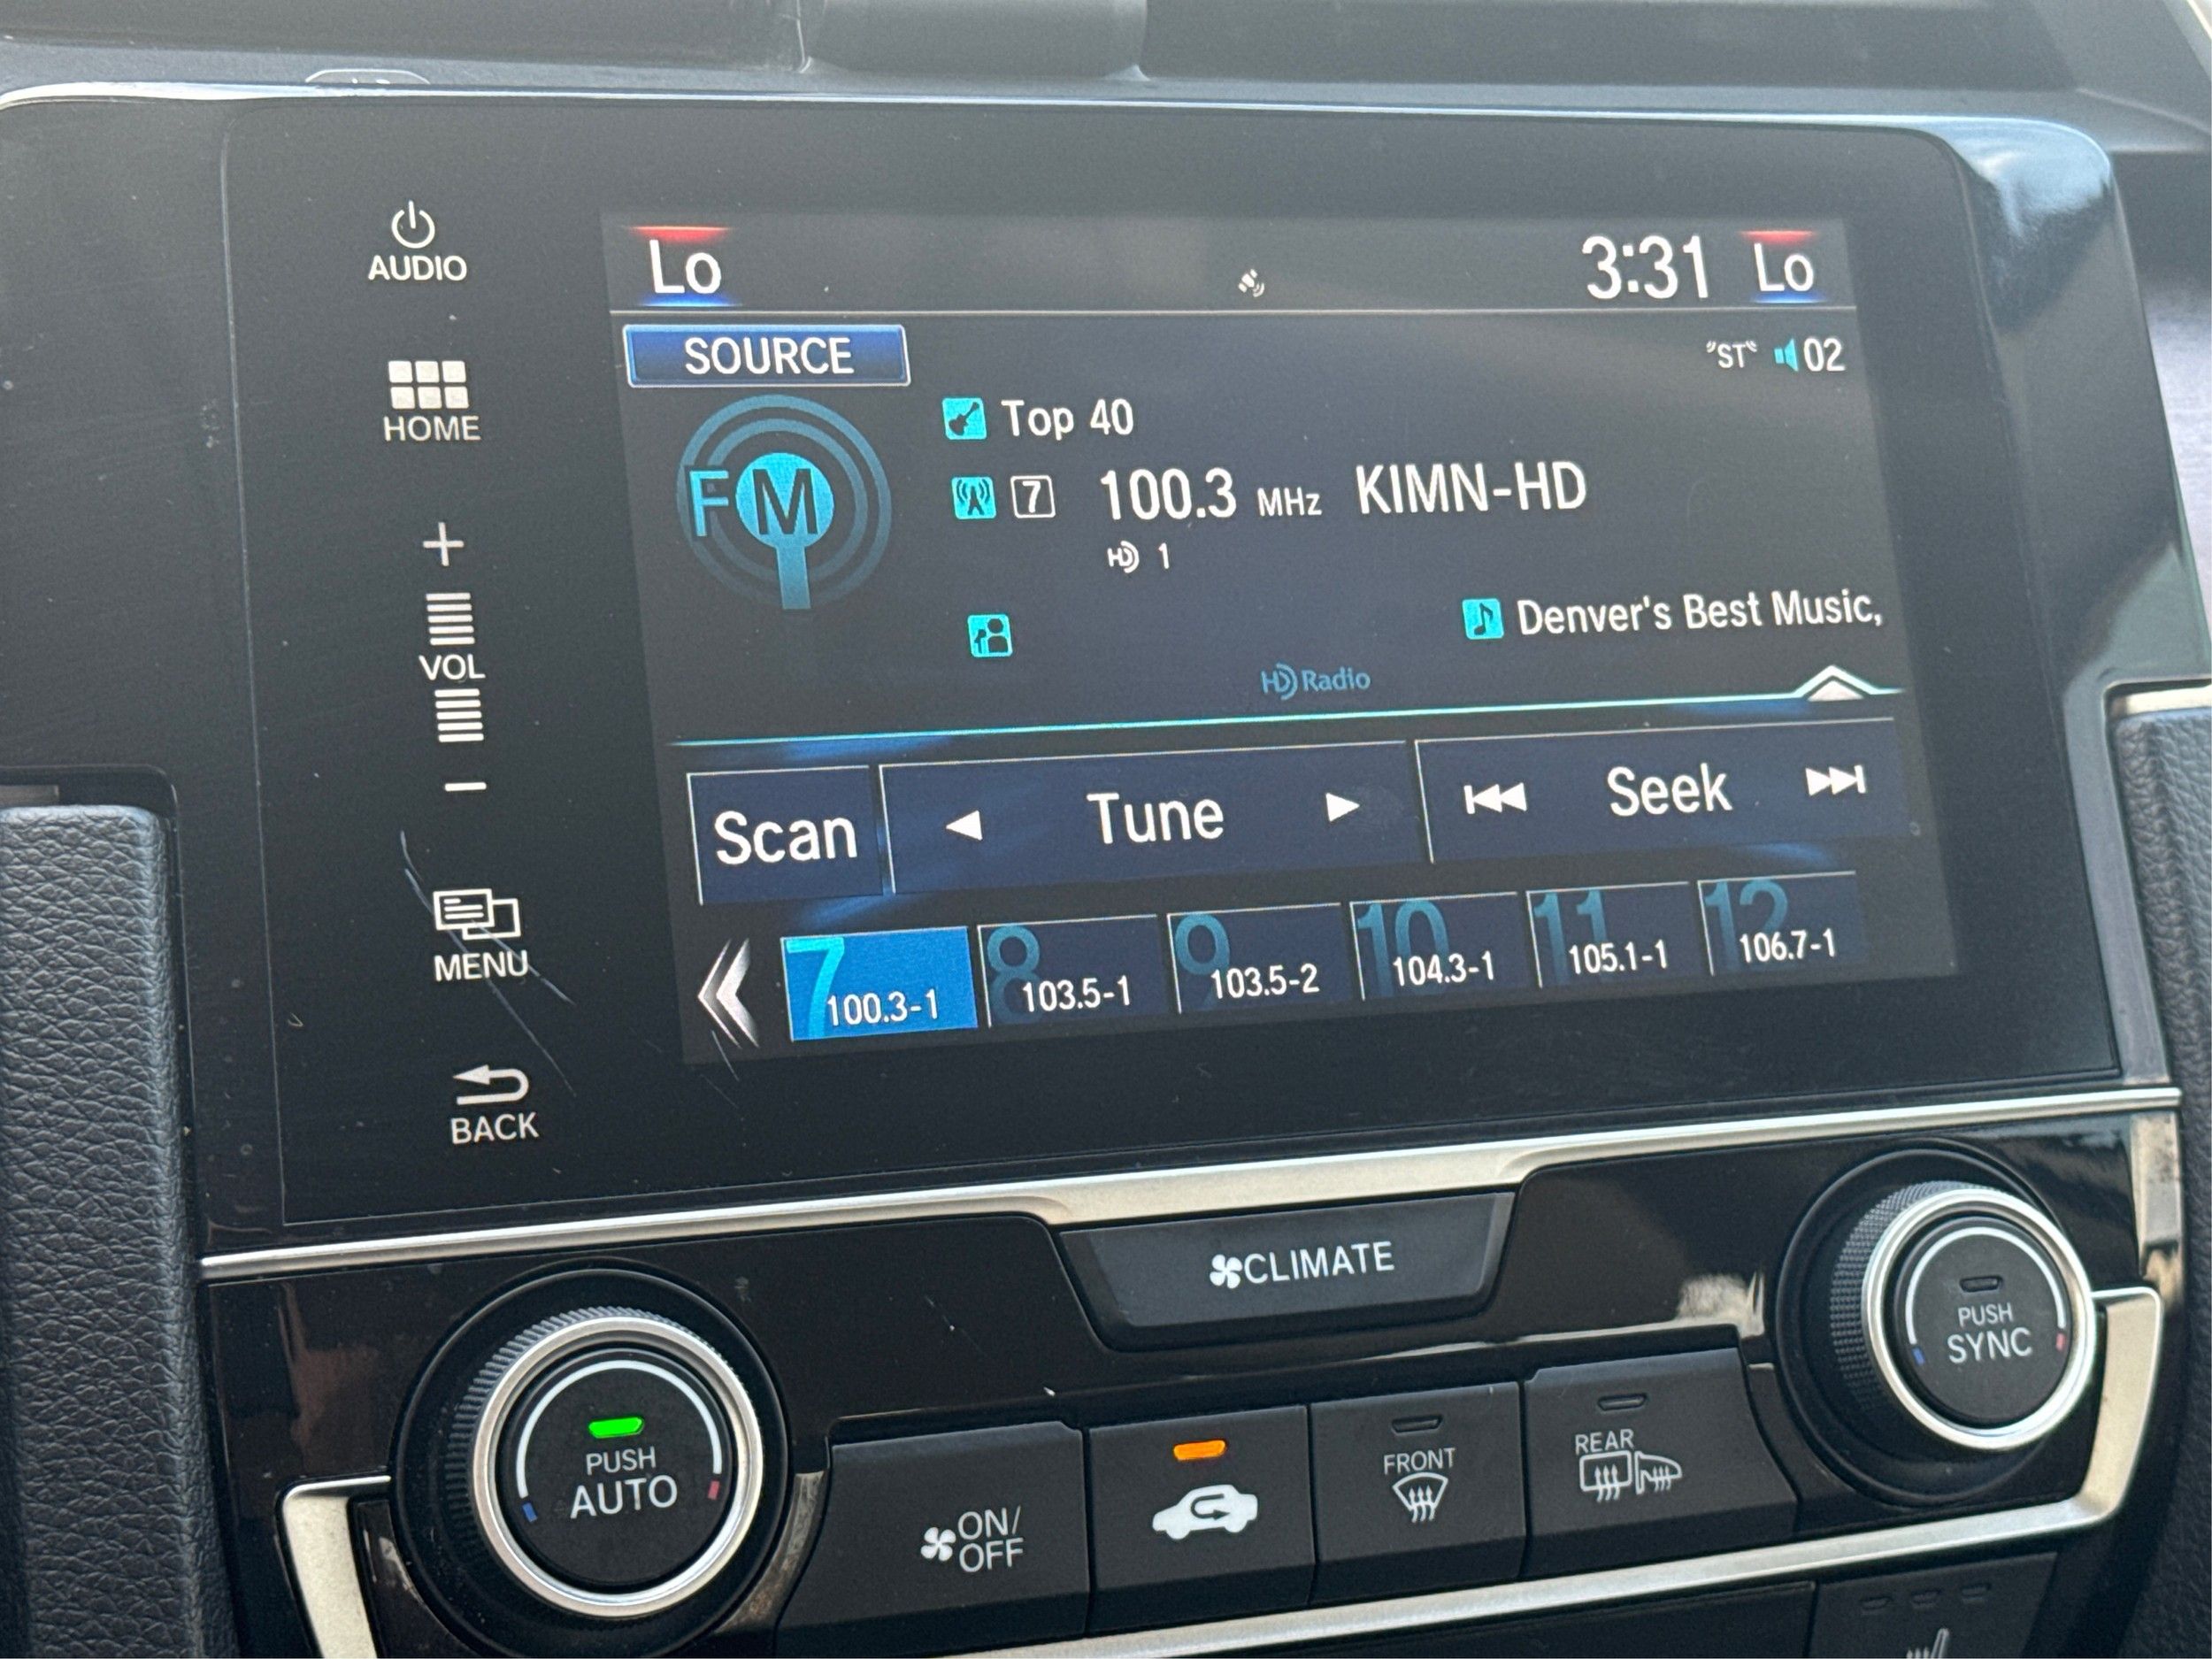 AUDIO
HOME
+
VOL
−
MENU
BACK
Lo
3:31 Lo
SOURCE
"ST" 02
FM
Top 40
7 100.3 MHz KIMN-HD
HD 1
Denver's Best Music,
HD Radio
Scan
Tune
Seek
7 100.3-1
8 103.5-1
9 103.5-2
10 104.3-1
11 105.1-1
12 106.7-1
CLIMATE
PUSH
AUTO
ON/
OFF
FRONT
REAR
PUSH
SYNC